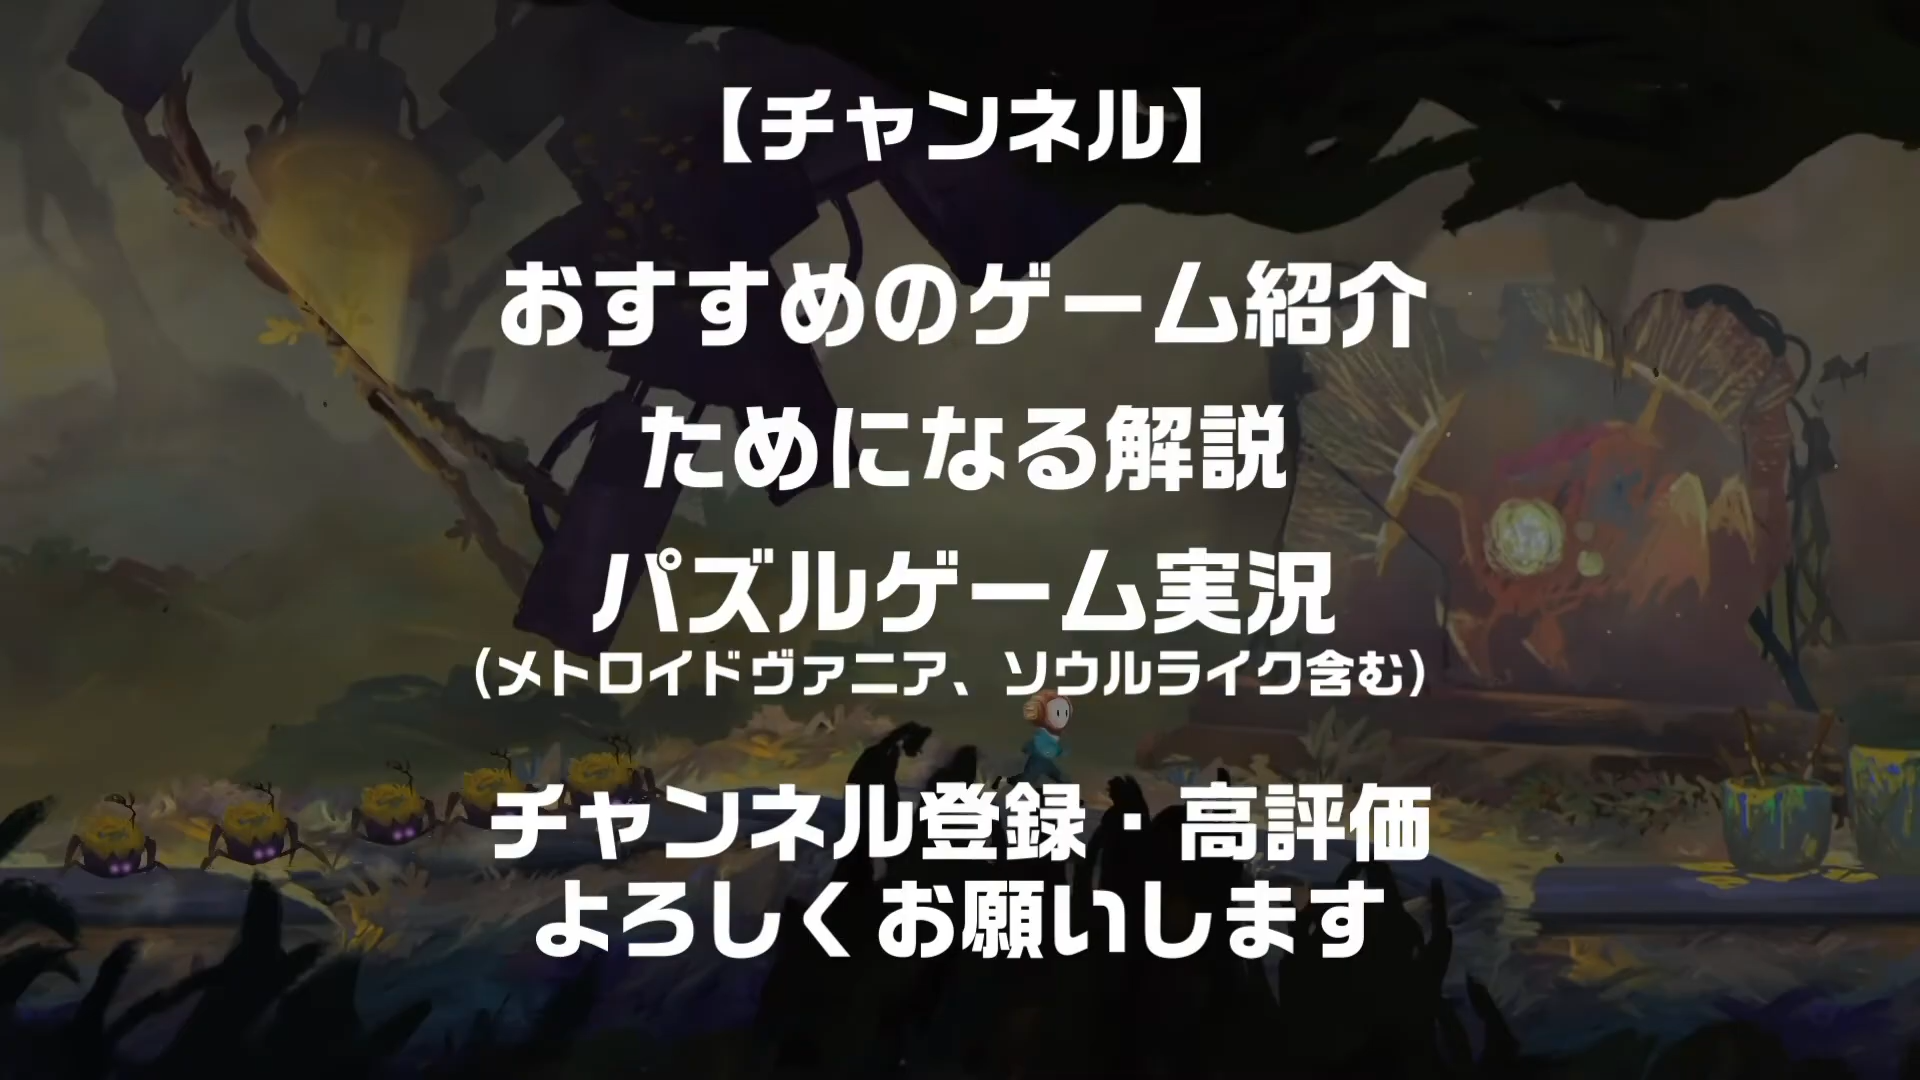 【チャンネル】
おすすめのゲーム紹介
ためになる解説
パズルゲーム実況
（メトロイドヴァニア、ソウルライク含む）
チャンネル登録・高評価
よろしくお願いします